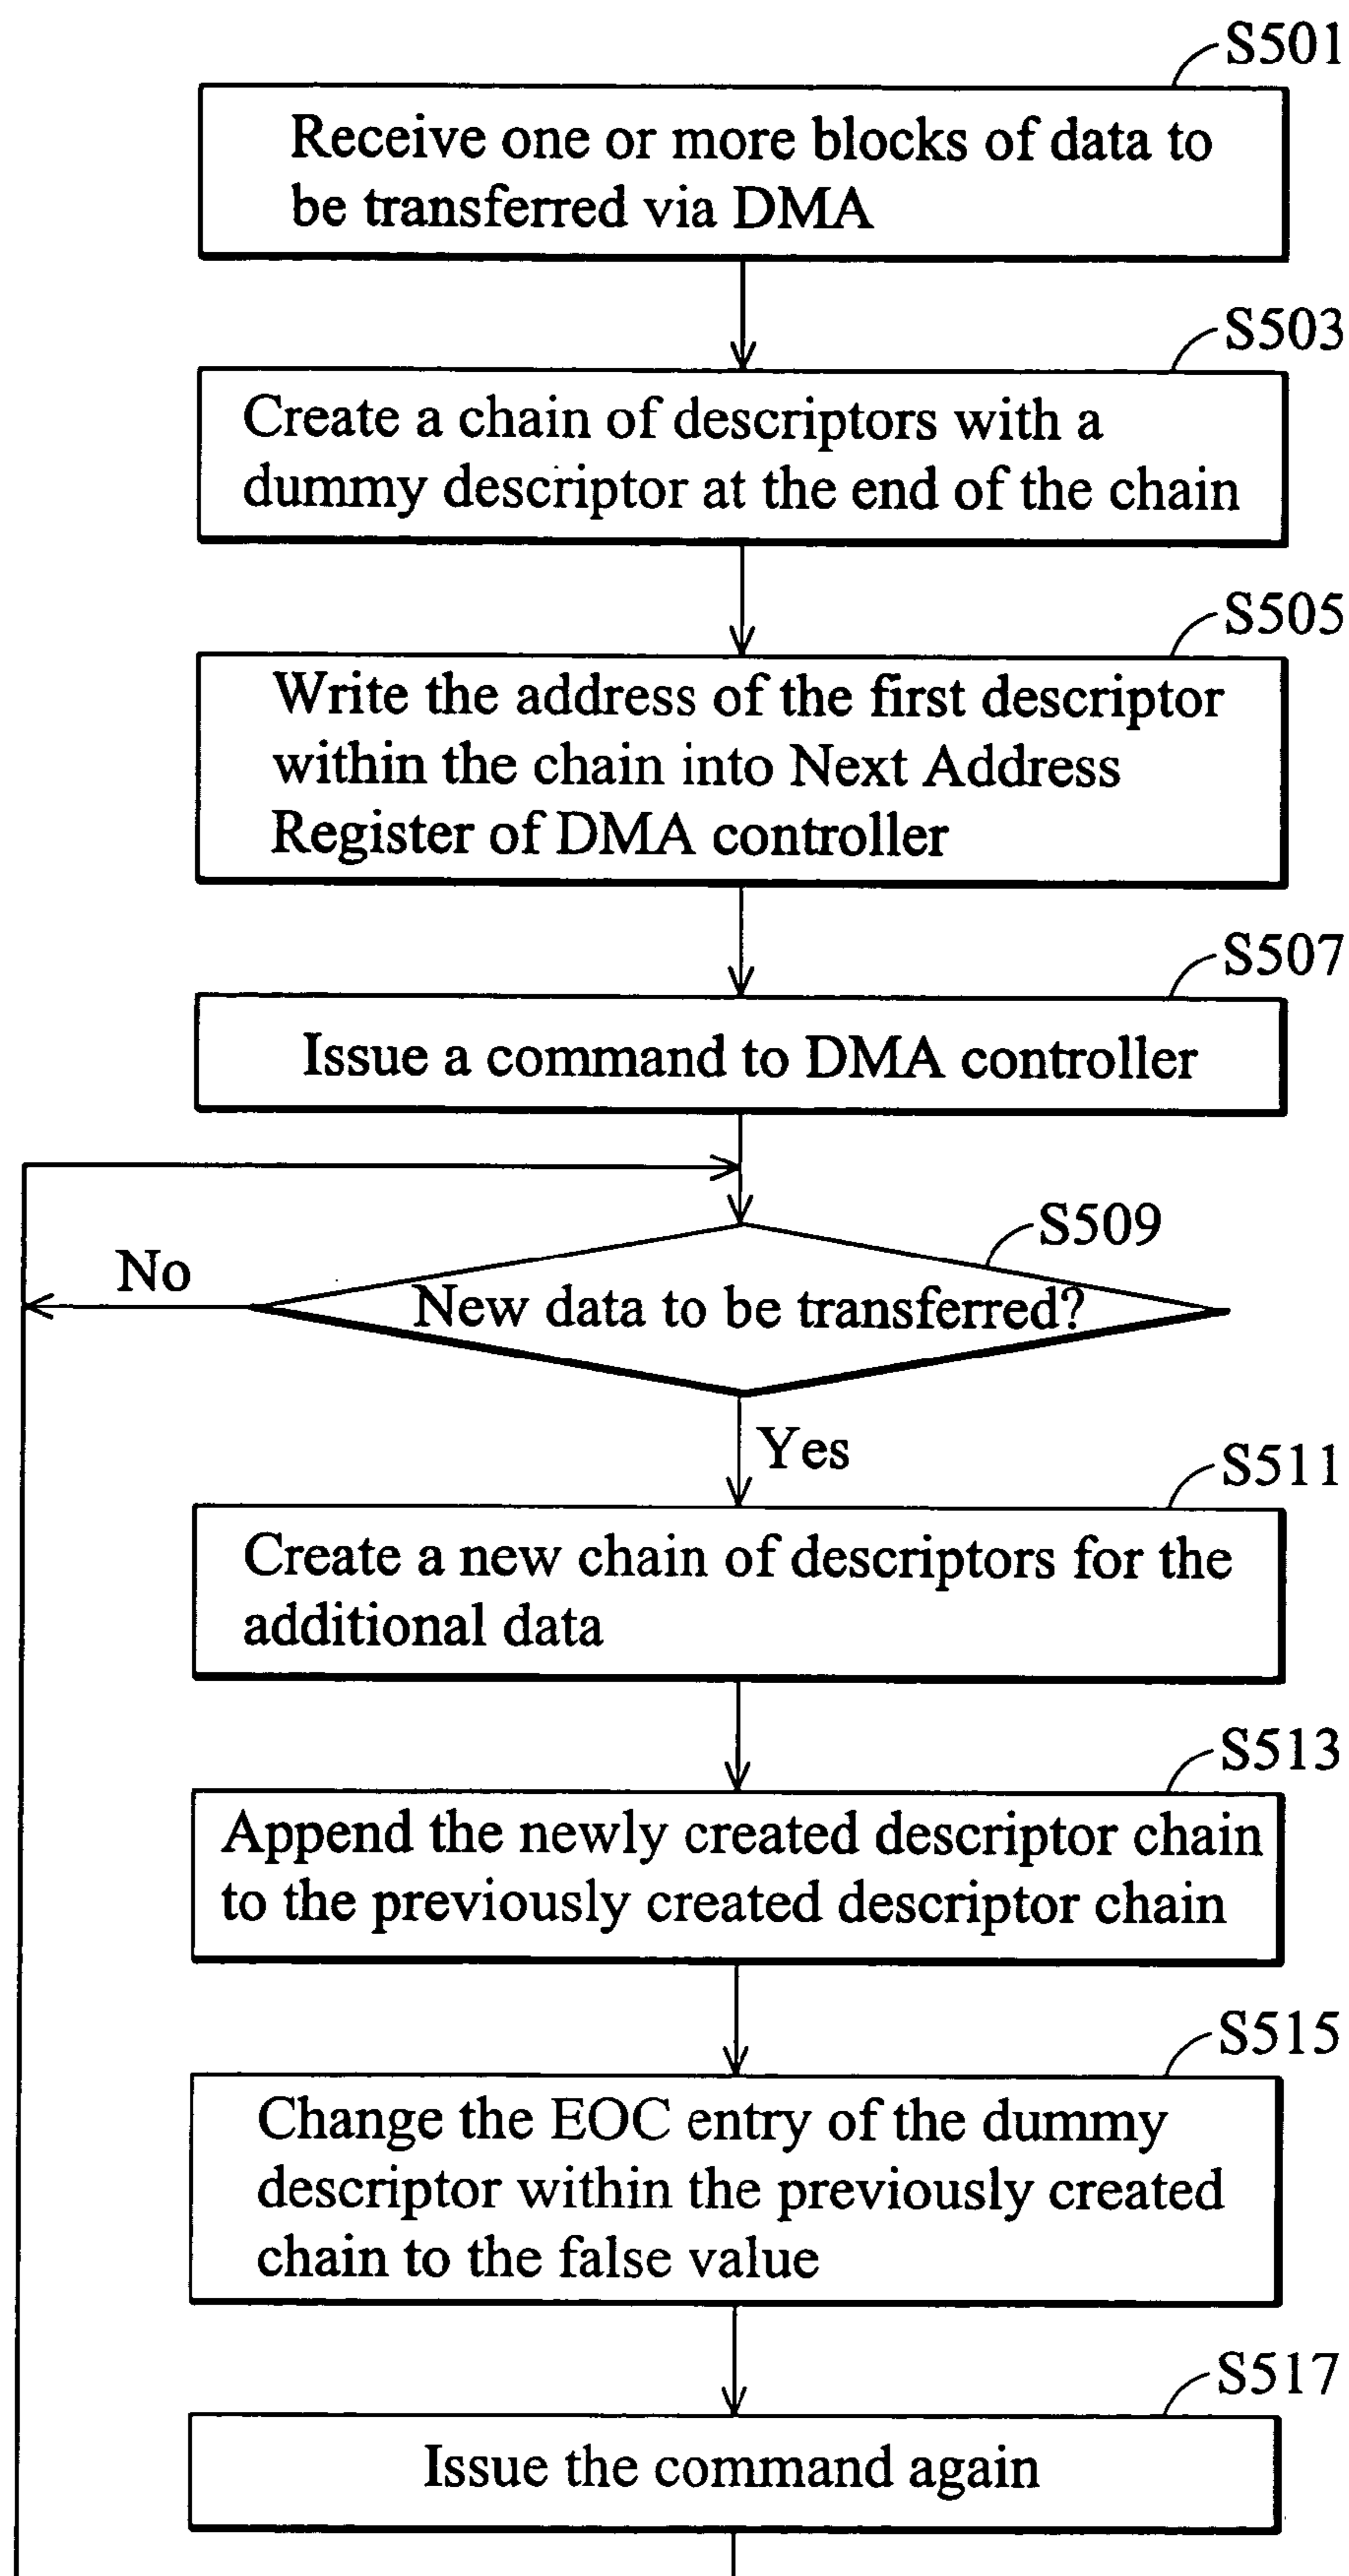 S501
Receive one or more blocks of data to
be transferred via DMA
S503
Create a chain of descriptors with a
dummy descriptor at the end of the chain
S505
Write the address of the first descriptor
within the chain into Next Address
Register of DMA controller
S507
Issue a command to DMA controller
S509
No
New data to be transferred?
Yes
S511
Create a new chain of descriptors for the
additional data
S513
Append the newly created descriptor chain
to the previously created descriptor chain
S515
Change the EOC entry of the dummy
descriptor within the previously created
chain to the false value
S517
Issue the command again